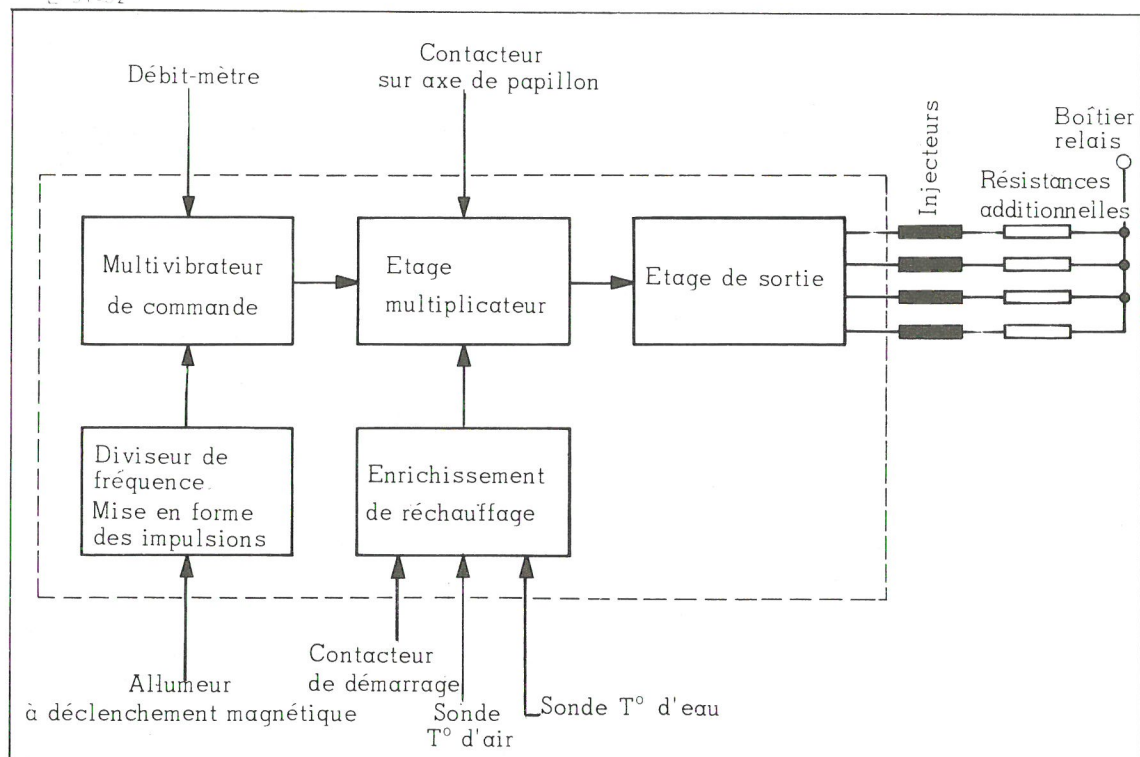 Débit-mètre
Contacteur
sur axe de papillon
Injecteurs
Boîtier
relais
Résistances
additionnelles
Multivibrateur
de commande
Etage
multiplicateur
Etage de sortie
Diviseur de
fréquence.
Mise en forme
des impulsions
Enrichissement
de réchauffage
Allumeur
à déclenchement magnétique
Contacteur
de démarrage
Sonde
T° d'air
Sonde T° d'eau